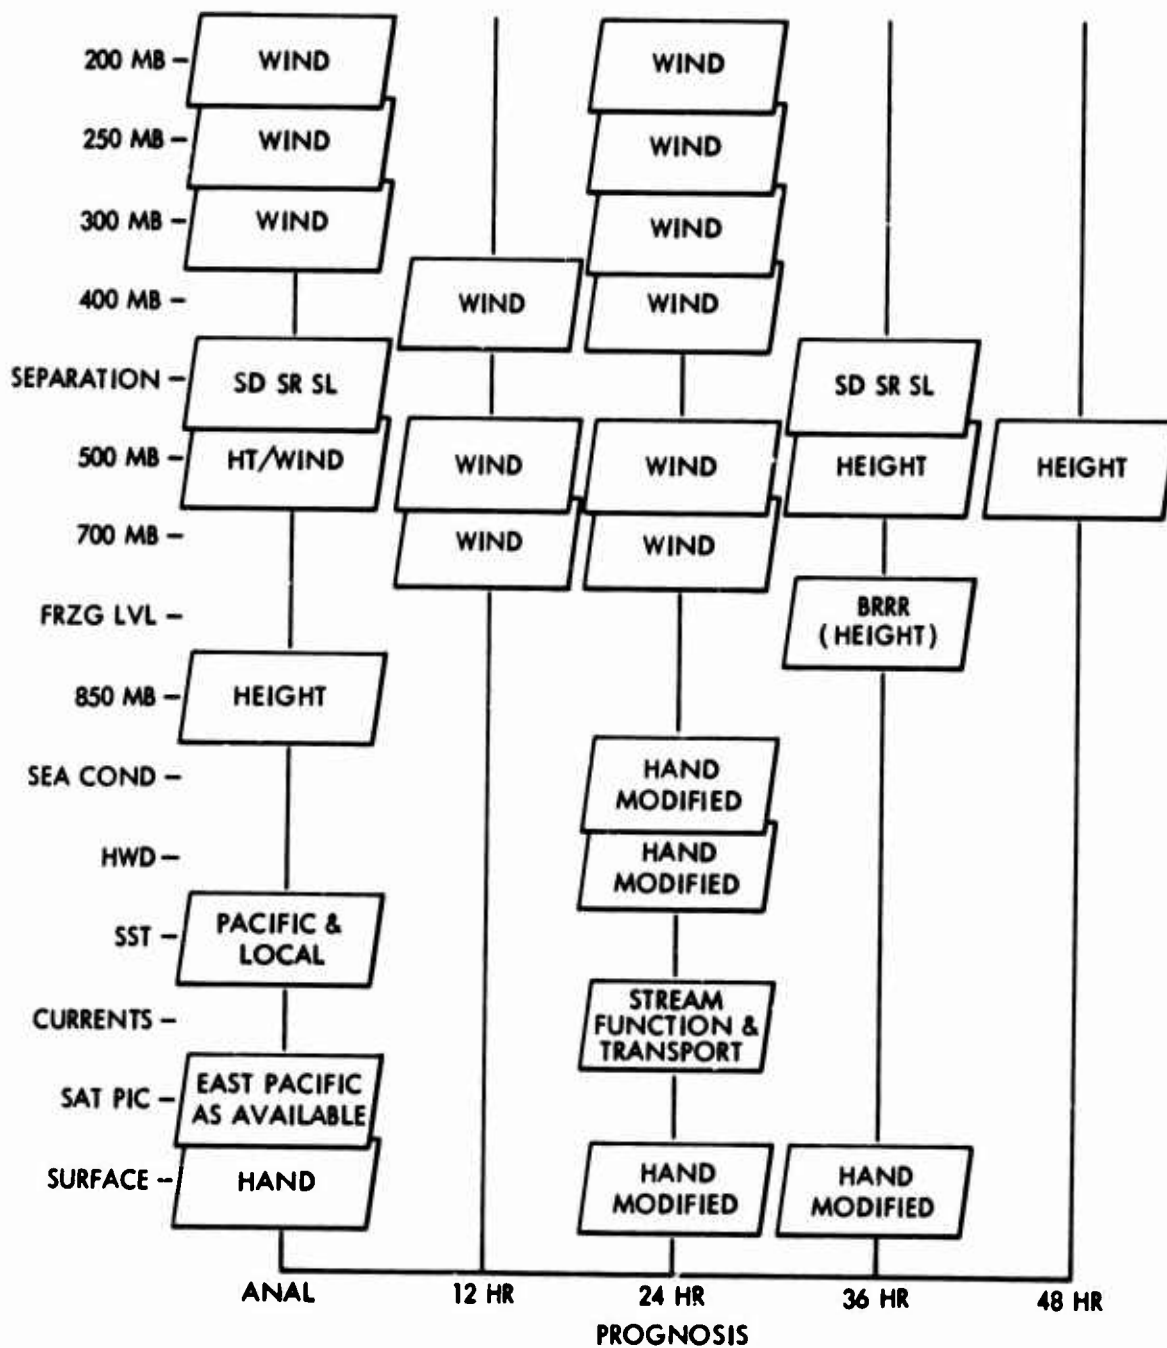 200 MB – WIND WIND
250 MB – WIND WIND
300 MB – WIND WIND
400 MB – WIND WIND
SEPARATION – SD SR SL SD SR SL
500 MB – HT/WIND WIND WIND HEIGHT HEIGHT
700 MB – WIND WIND
FRZG LVL – BRRR
(HEIGHT)
850 MB – HEIGHT
SEA COND – HAND
MODIFIED
HWD – HAND
MODIFIED
SST – PACIFIC &
LOCAL
CURRENTS – STREAM
FUNCTION &
TRANSPORT
SAT PIC – EAST PACIFIC
AS AVAILABLE
SURFACE – HAND HAND
MODIFIED HAND
MODIFIED
ANAL 12 HR 24 HR 36 HR 48 HR
PROGNOSIS